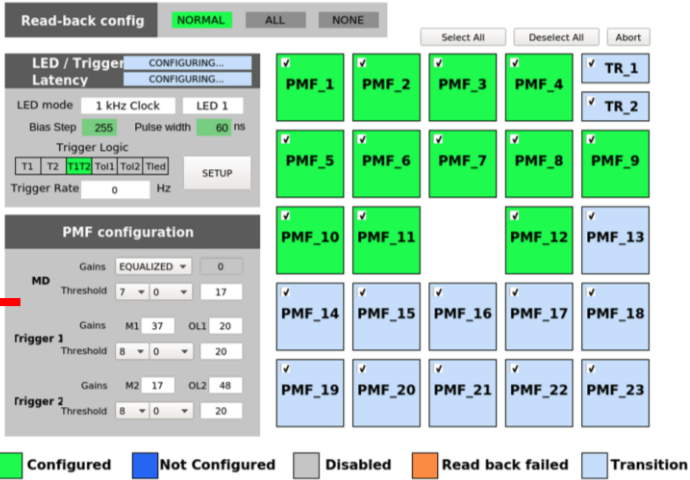 Read-back config NORMAL ALL NONE
Select All Deselect All Abort
LED / Trigger CONFIGURING...
Latency CONFIGURING...
LED mode 1 kHz Clock LED 1
Bias Step 255 Pulse width 60 ns
Trigger Logic
T1 T2 T1T2 Tol1 Tol2 Tled
SETUP
Trigger Rate 0 Hz
PMF configuration
MD
Gains EQUALIZED 0
Threshold 7 0 17
Trigger 1
Gains M1 37 OL1 20
Threshold 8 0 20
Trigger 2
Gains M2 17 OL2 48
Threshold 8 0 20
PMF_1 PMF_2 PMF_3 PMF_4 TR_1
TR_2
PMF_5 PMF_6 PMF_7 PMF_8 PMF_9
PMF_10 PMF_11 PMF_12 PMF_13
PMF_14 PMF_15 PMF_16 PMF_17 PMF_18
PMF_19 PMF_20 PMF_21 PMF_22 PMF_23
Configured Not Configured Disabled Read back failed Transition